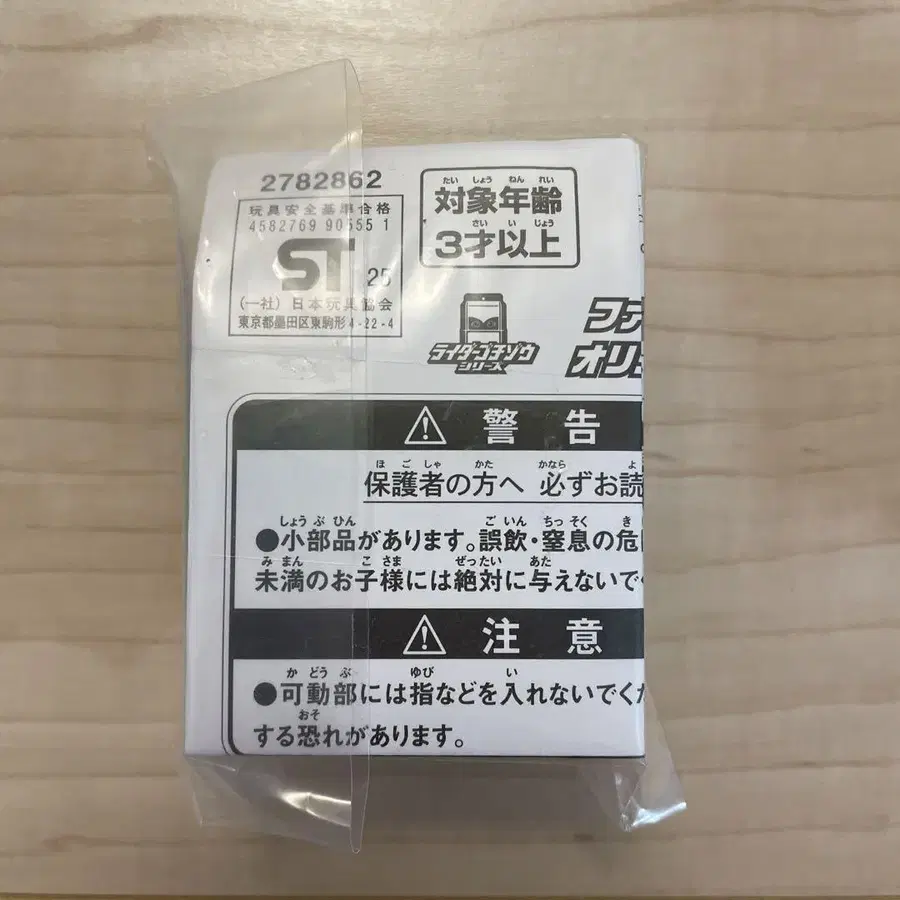 2782862
玩具安全基準合格
4582769 90555 1
ST 25
(一社)日本玩具協会
東京都墨田区東駒形4-22-4
たいしょうねんれい
対象年齢
さいいじょう
3才以上
ライダーゴチゾウ
シリーズ
ファ
オリ
警告
ほごしゃ かた かなら よ
保護者の方へ 必ずお読
しょうぶひん ごいん ちっそく き
●小部品があります。誤飲・窒息の危
みまん こさま ぜったい あた
未満のお子様には絶対に与えないで
注意
かどうぶ ゆび い
●可動部には指などを入れないでくだ
おそ
する恐れがあります。